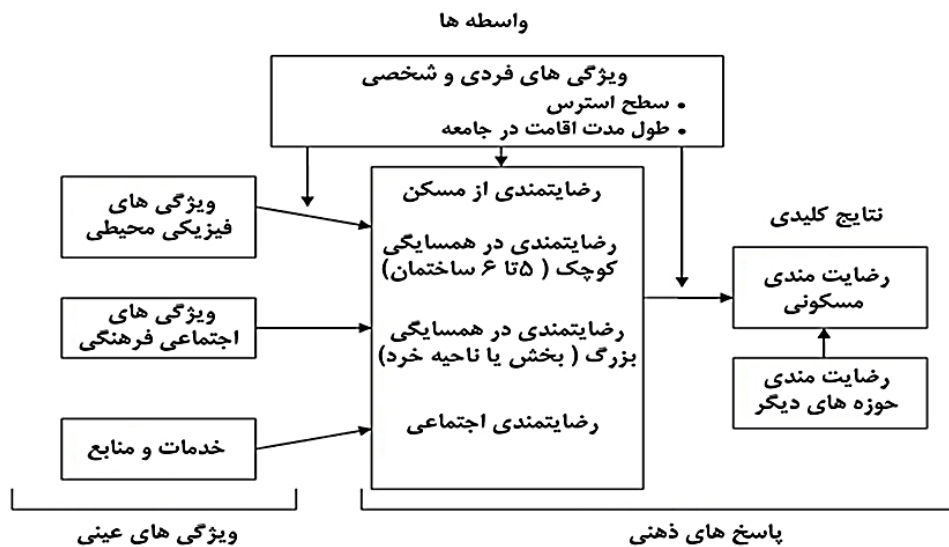 واسطه ها
ویژگی های فردی و شخصی
• سطح استرس
• طول مدت اقامت در جامعه
ویژگی های
فیزیکی محیطی
ویژگی های
اجتماعی فرهنگی
خدمات و منابع
رضایتمندی از مسکن
رضایتمندی در همسایگی
کوچک ( ۵تا ۶ ساختمان)
رضایتمندی در همسایگی
بزرگ ( بخش یا ناحیه خرد)
رضایتمندی اجتماعی
نتایج کلیدی
رضایت مندی
مسکونی
رضایت مندی
حوزه های دیگر
ویژگی های عینی
پاسخ های ذهنی